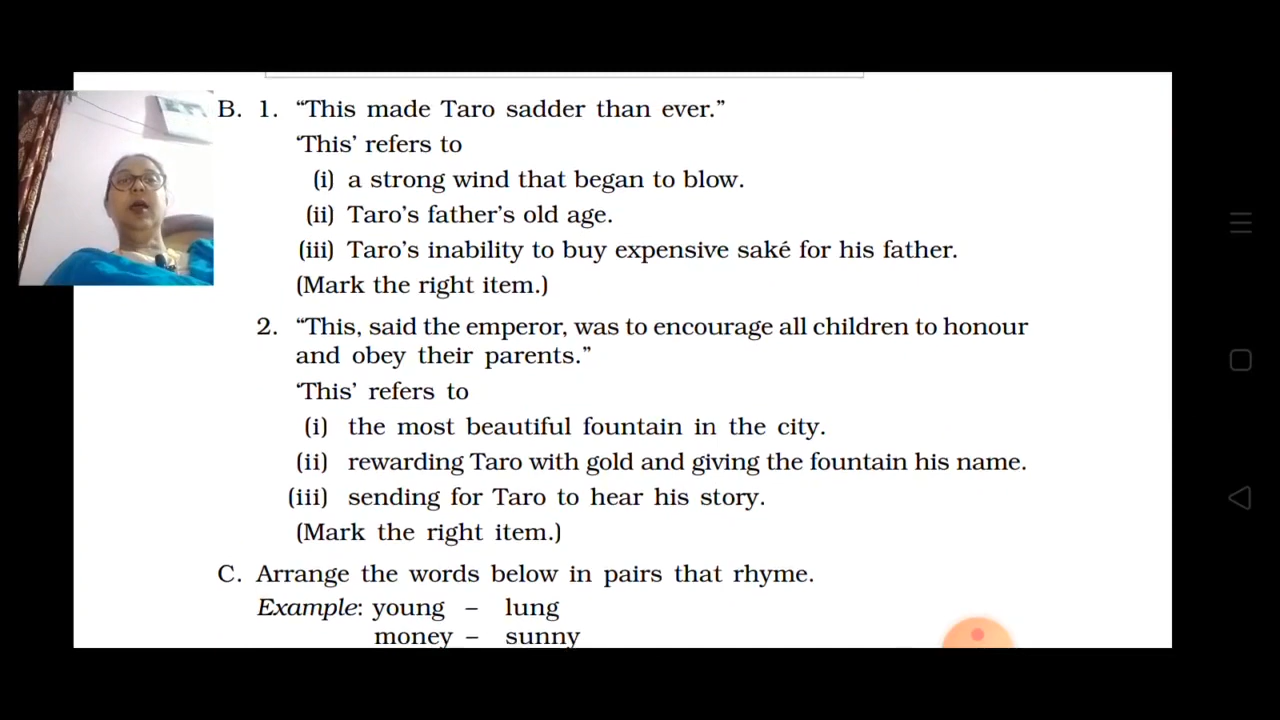 B. 1. “This made Taro sadder than ever.”
‘This’ refers to
(i) a strong wind that began to blow.
(ii) Taro’s father’s old age.
(iii) Taro’s inability to buy expensive saké for his father.
(Mark the right item.)
2. “This, said the emperor, was to encourage all children to honour
and obey their parents.”
‘This’ refers to
(i) the most beautiful fountain in the city.
(ii) rewarding Taro with gold and giving the fountain his name.
(iii) sending for Taro to hear his story.
(Mark the right item.)
C. Arrange the words below in pairs that rhyme.
Example: young – lung
money – sunny